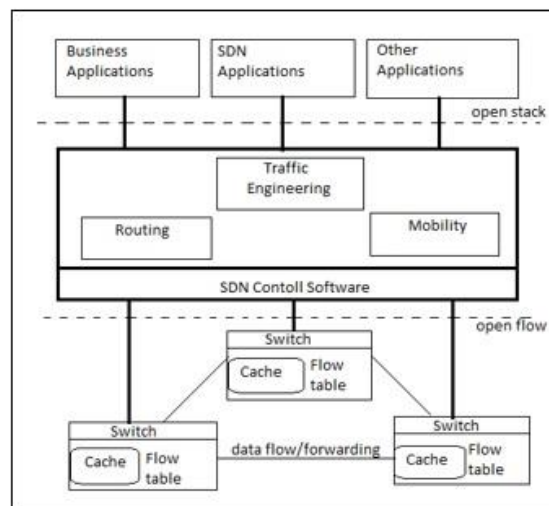 Business
Applications
SDN
Applications
Other
Applications
open stack
Traffic
Engineering
Routing
Mobility
SDN Contoll Software
open flow
Switch
Cache
Flow
table
Switch
Cache
Flow
table
data flow/forwarding
Switch
Cache
Flow
table